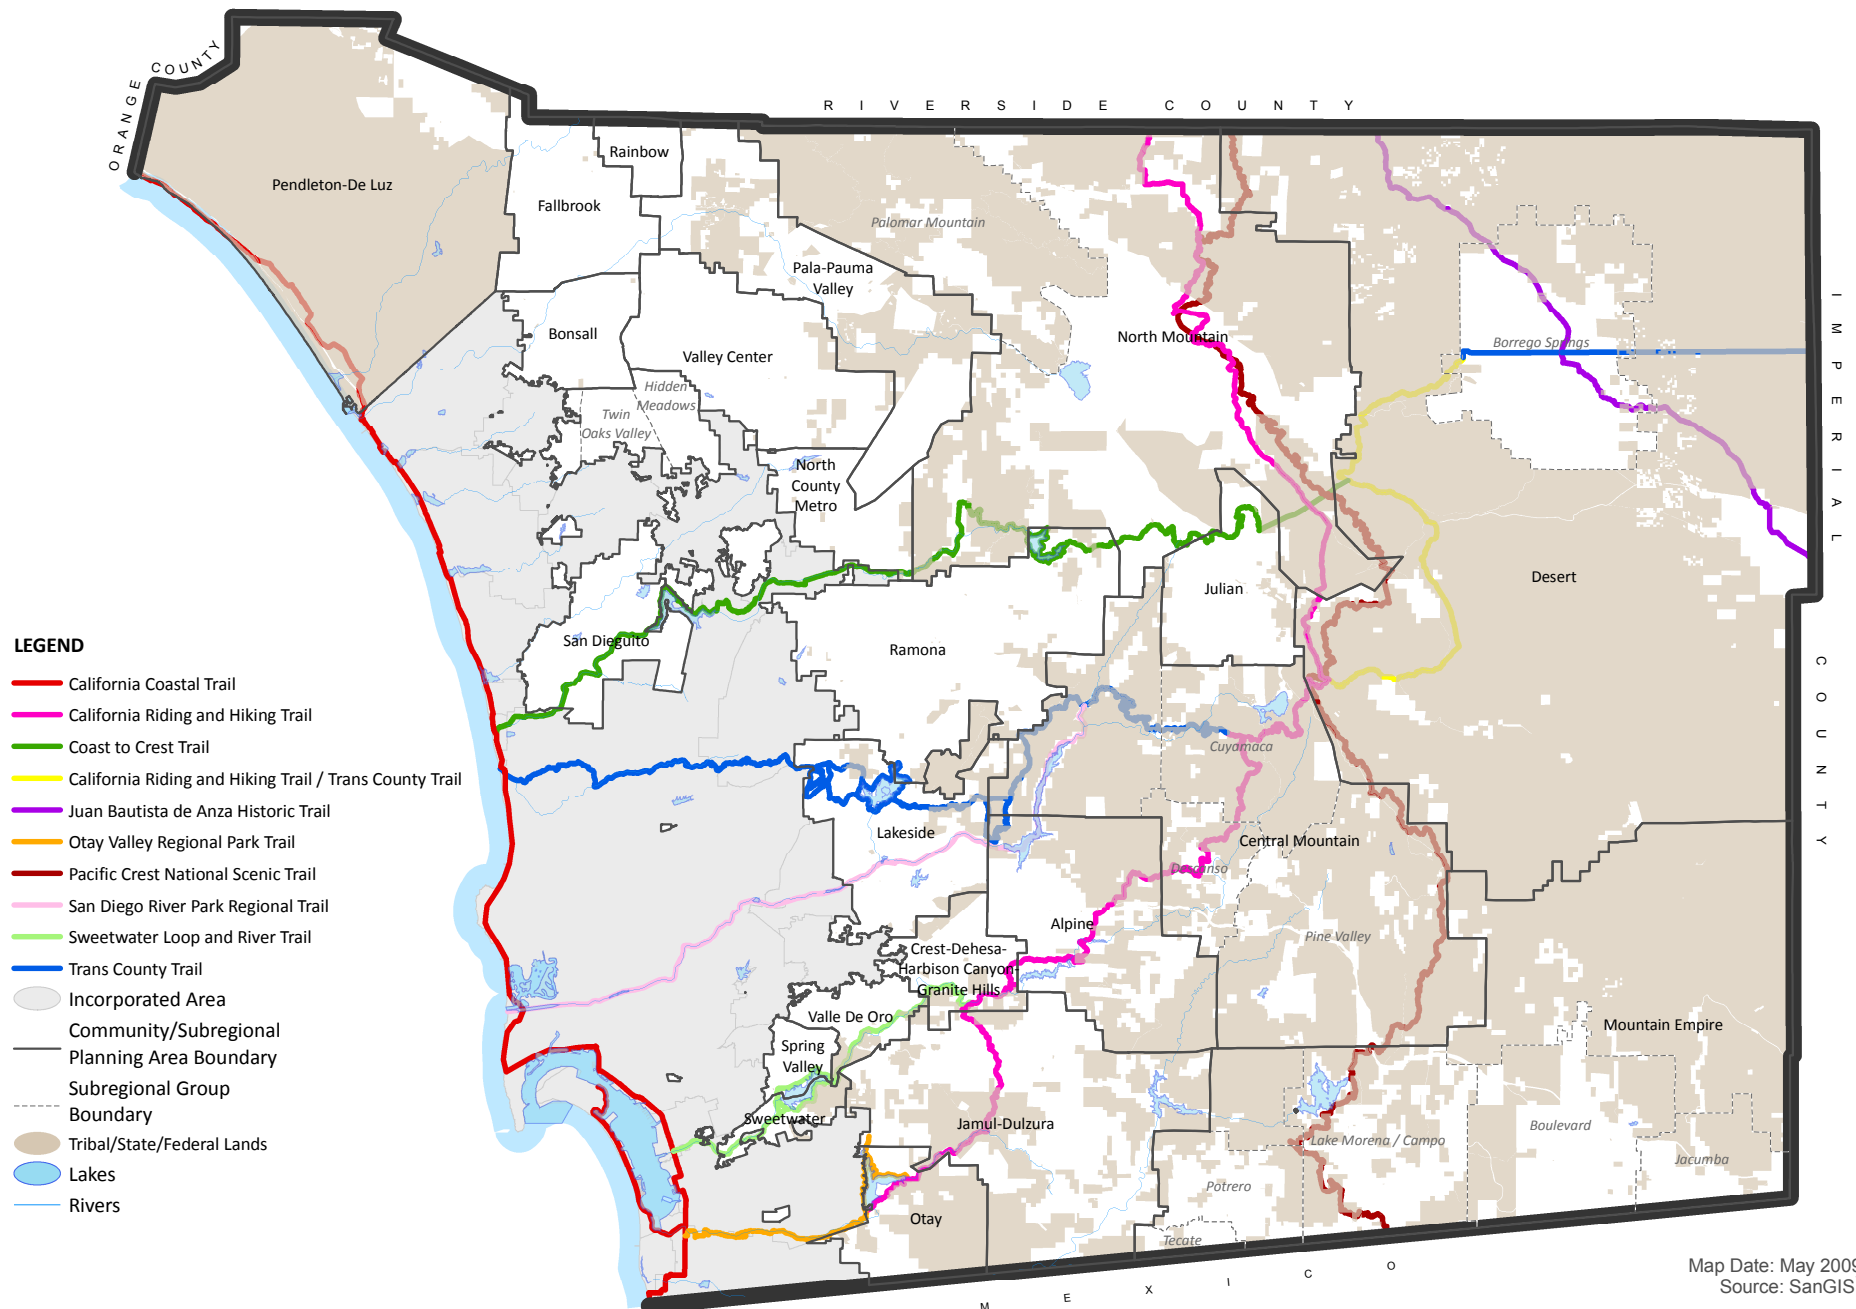 ORANGE COUNTY
RIVERSIDE COUNTY
Rainbow
Pendleton-De Luz
Fallbrook
Palomar Mountain
Pala-Pauma
Valley
IMPERIAL
COUNTY
Bonsall
North Mountain
Borrego Springs
Valley Center
Hidden
Meadows
Twin
Oaks Valley
North
County
Metro
Desert
Julian
San Dieguito
Ramona
LEGEND
California Coastal Trail
California Riding and Hiking Trail
Coast to Crest Trail
California Riding and Hiking Trail / Trans County Trail
Juan Bautista de Anza Historic Trail
Otay Valley Regional Park Trail
Pacific Crest National Scenic Trail
San Diego River Park Regional Trail
Sweetwater Loop and River Trail
Trans County Trail
Incorporated Area
Community/Subregional
Planning Area Boundary
Subregional Group
Boundary
Tribal/State/Federal Lands
Lakes
Rivers
Cuyamaca
Lakeside
Central Mountain
Descanso
Alpine
Pine Valley
Crest-Dehesa-
Harbison Canyon-
Granite Hills
Valle De Oro
Mountain Empire
Spring
Valley
Sweetwater
Jamul-Dulzura
Boulevard
Lake Morena / Campo
Jacumba
Potrero
Otay
Tecate
MEXICO
Map Date: May 2009
Source: SanGIS